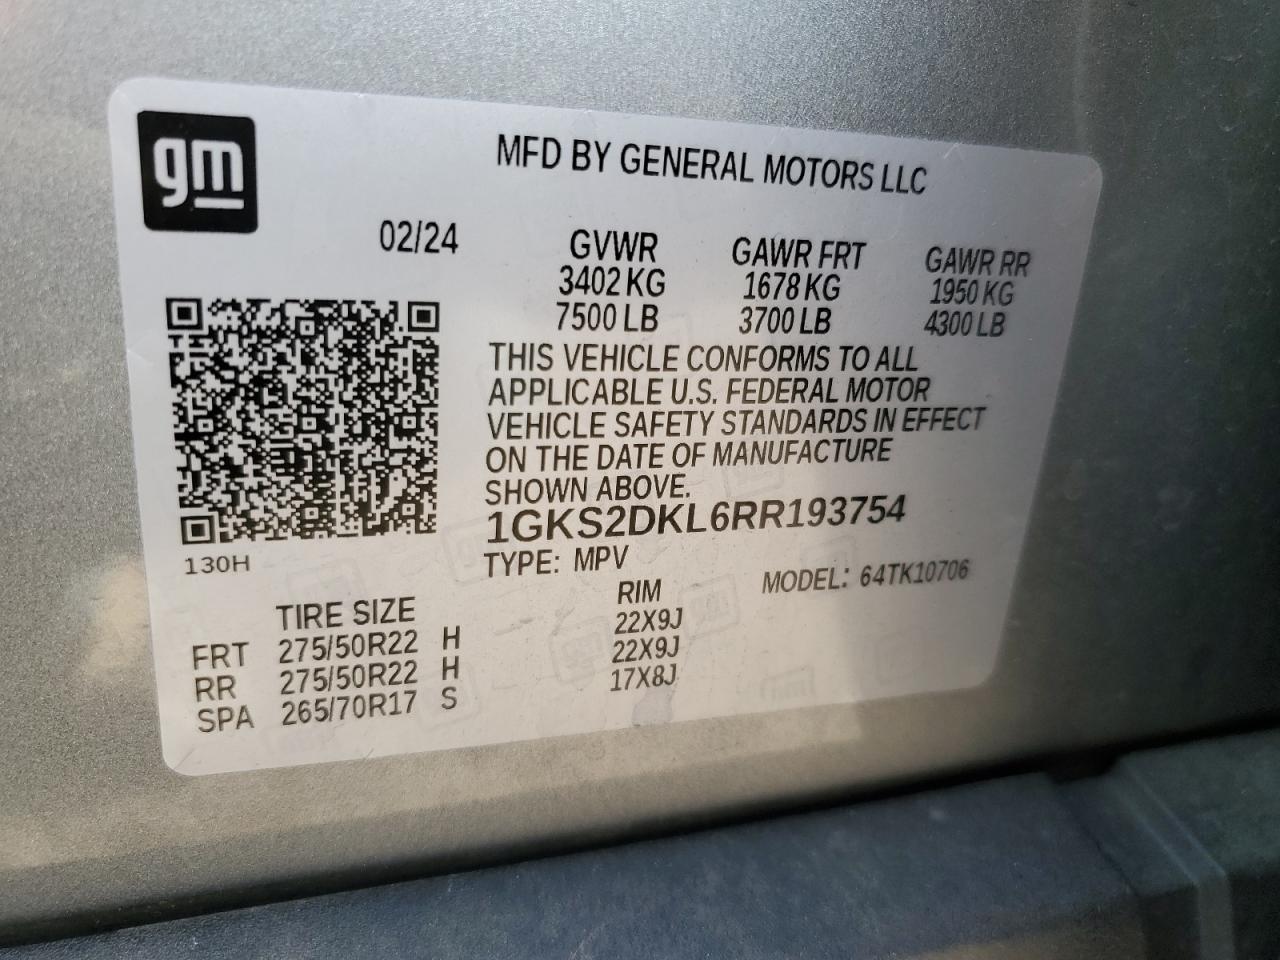 gm
MFD BY GENERAL MOTORS LLC
02/24
GVWR GAWR FRT GAWR RR
3402 KG 1678 KG 1950 KG
7500 LB 3700 LB 4300 LB
THIS VEHICLE CONFORMS TO ALL
APPLICABLE U.S. FEDERAL MOTOR
VEHICLE SAFETY STANDARDS IN EFFECT
ON THE DATE OF MANUFACTURE
SHOWN ABOVE.
1GKS2DKL6RR193754
130H
TYPE: MPV MODEL: 64TK10706
TIRE SIZE RIM
FRT 275/50R22 H 22X9J
RR 275/50R22 H 22X9J
SPA 265/70R17 S 17X8J